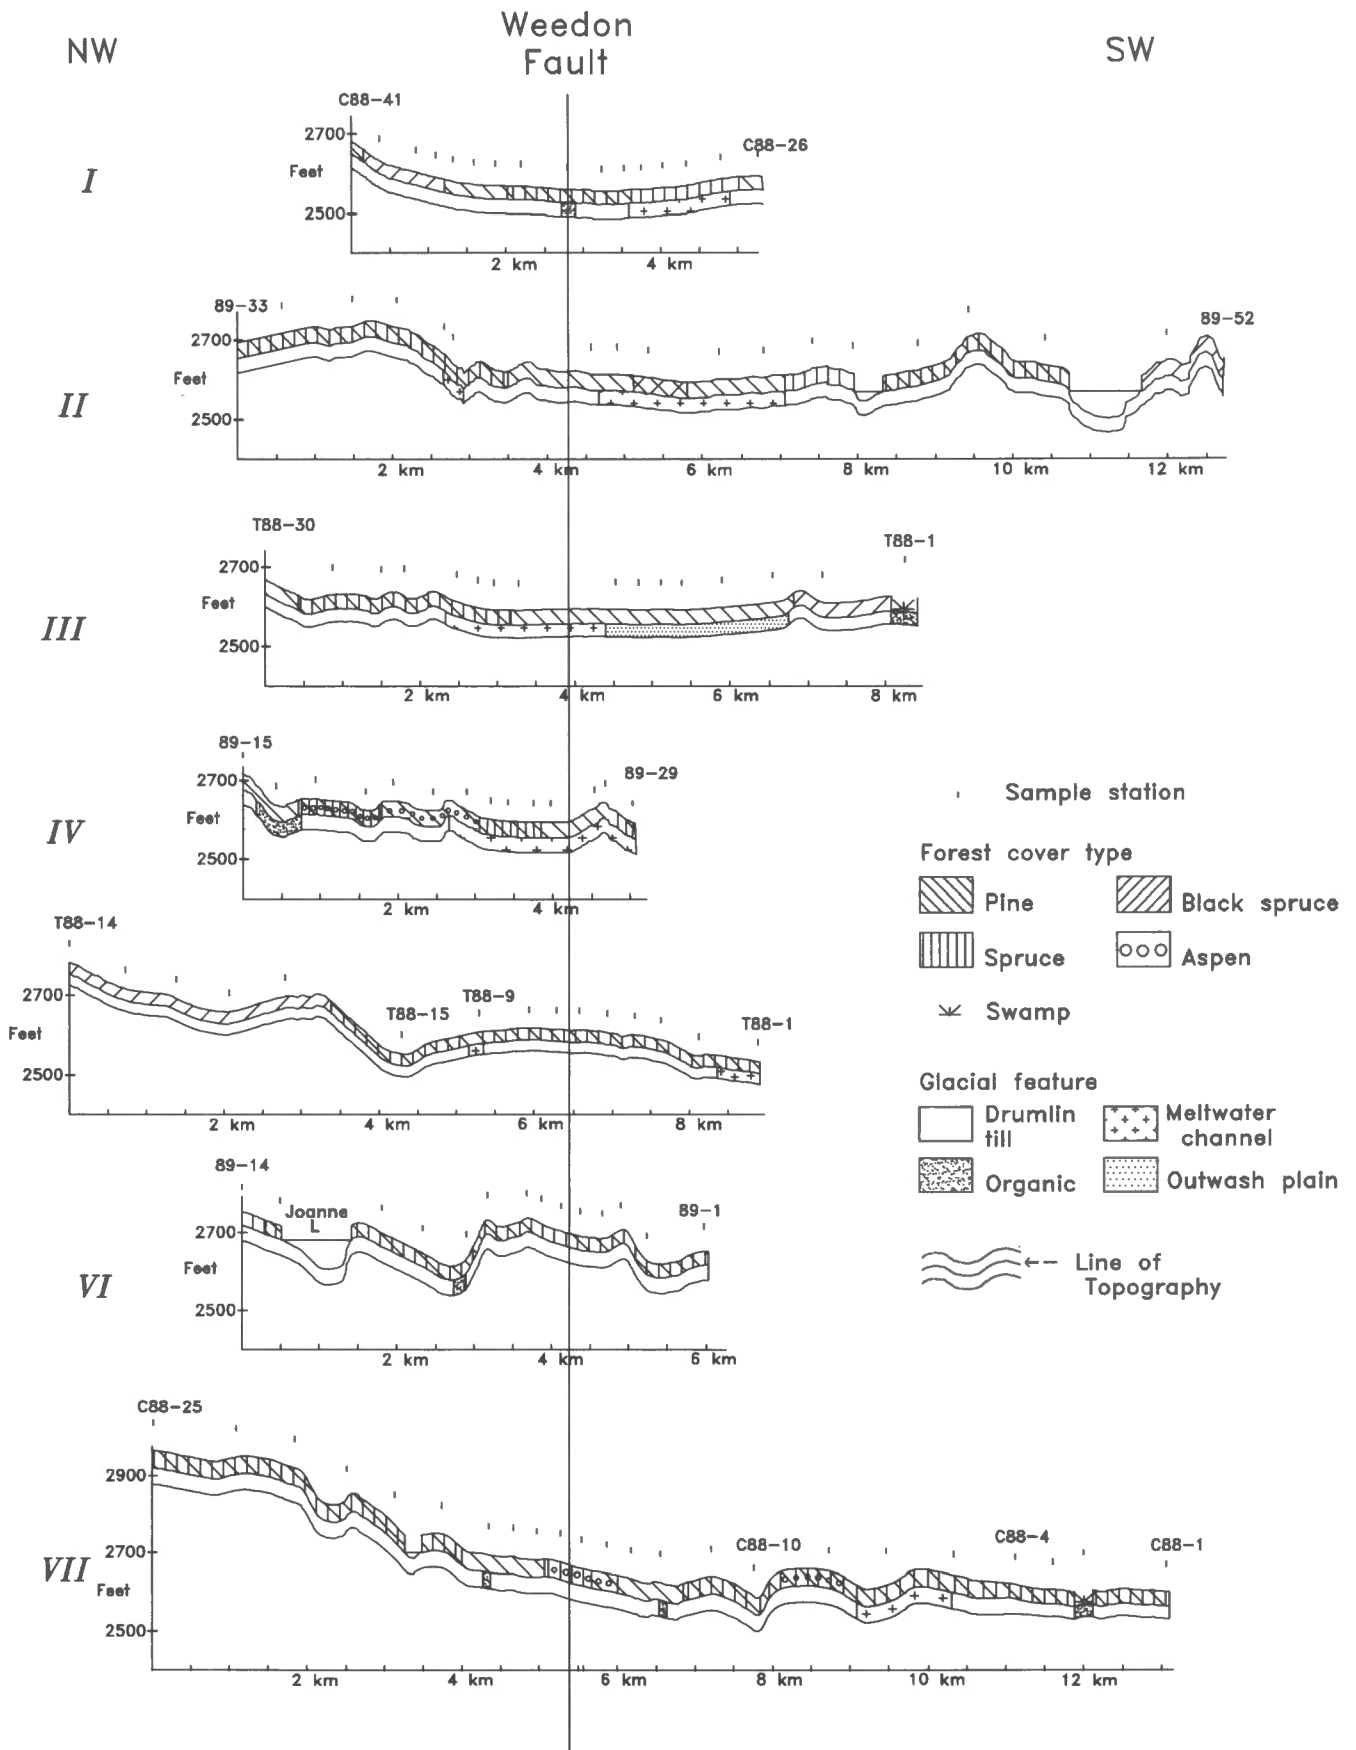 NW
Weedon
Fault
SW
I
C88-41
C88-26
2700
Feet
2500
2 km
4 km
II
89-33
89-52
2700
Feet
2500
2 km
4 km
6 km
8 km
10 km
12 km
III
T88-30
T88-1
2700
Feet
2500
2 km
4 km
6 km
8 km
IV
89-15
89-29
2700
Feet
2500
2 km
4 km
T88-14
T88-15
T88-9
T88-1
2700
Feet
2500
2 km
4 km
6 km
8 km
VI
89-14
Joanne
L
89-1
2700
Feet
2500
2 km
4 km
6 km
VII
C88-25
C88-10
C88-4
C88-1
2900
2700
Feet
2500
2 km
4 km
6 km
8 km
10 km
12 km
Sample station
Forest cover type
Pine
Black spruce
Spruce
Aspen
Swamp
Glacial feature
Drumlin
till
Meltwater
channel
Organic
Outwash plain
Line of
Topography